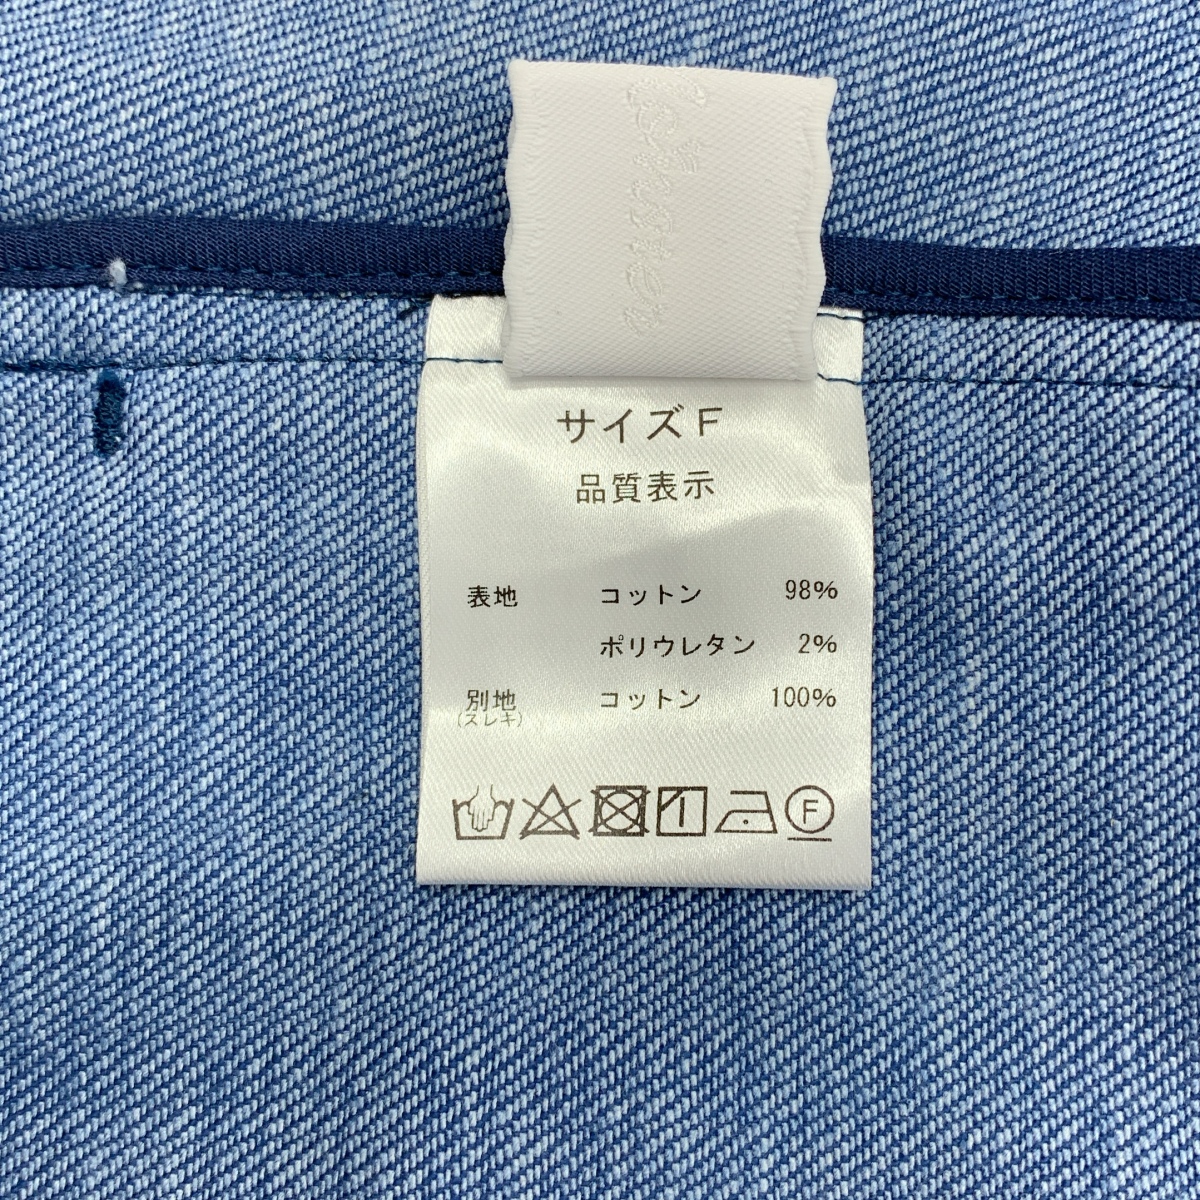 サイズF
品質表示
表地 コットン 98%
ポリウレタン 2%
別地 コットン 100%
(スレキ)
F